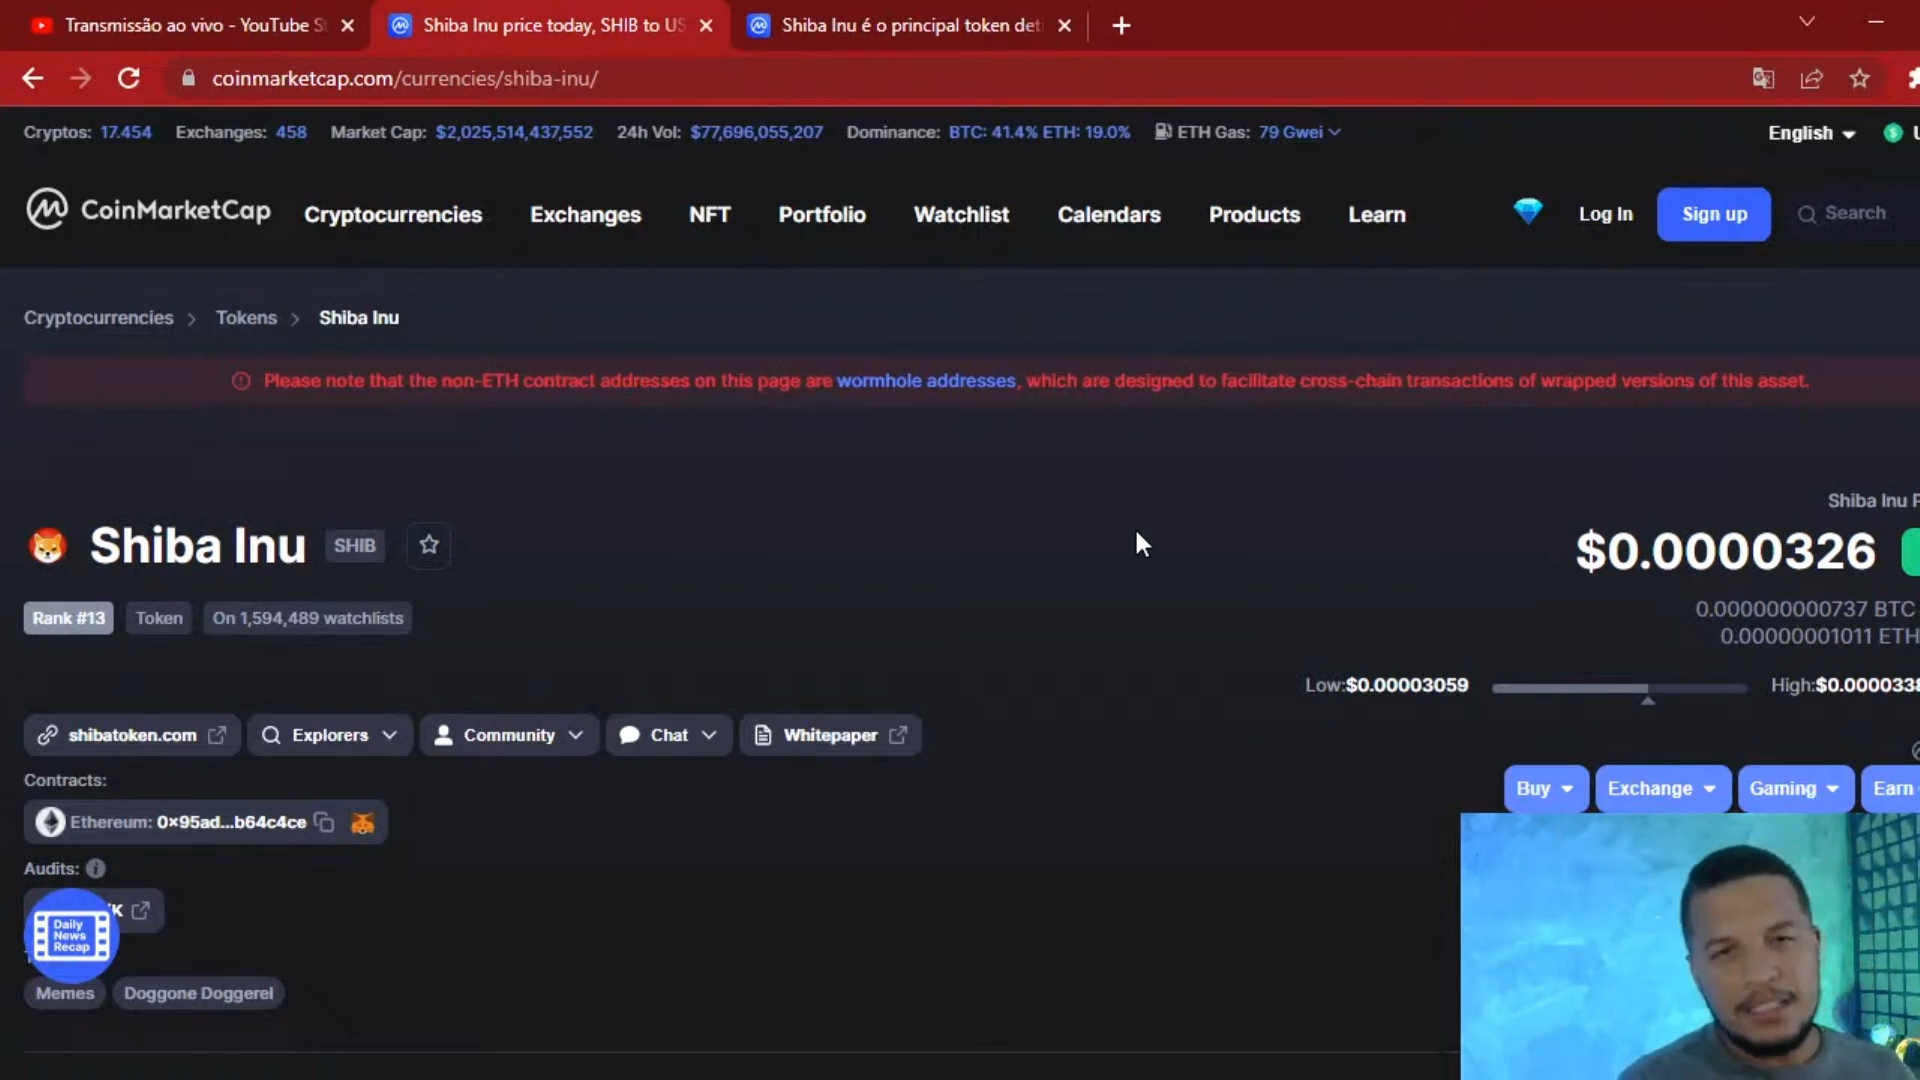 Transmissão ao vivo - YouTube St
Shiba Inu price today, SHIB to US
Shiba Inu é o principal token det
coinmarketcap.com/currencies/shiba-inu/
Cryptos: 17.454 Exchanges: 458 Market Cap: $2,025,514,437,552 24h Vol: $77,696,055,207 Dominance: BTC: 41.4% ETH: 19.0% ETH Gas: 79 Gwei
English
CoinMarketCap Cryptocurrencies Exchanges NFT Portfolio Watchlist Calendars Products Learn Log In Sign up Search
Cryptocurrencies > Tokens > Shiba Inu
Please note that the non-ETH contract addresses on this page are wormhole addresses, which are designed to facilitate cross-chain transactions of wrapped versions of this asset.
Shiba Inu
Shiba Inu SHIB
$0.0000326
Rank #13 Token On 1,594,489 watchlists
0.000000000737 BTC
0.00000001011 ETH
Low:$0.00003059
High:$0.0000338
shibatoken.com Explorers Community Chat Whitepaper
Contracts:
Buy Exchange Gaming Earn
Ethereum: 0x95ad...b64c4ce
Audits:
Daily
News
Recap
Memes Doggone Doggerel